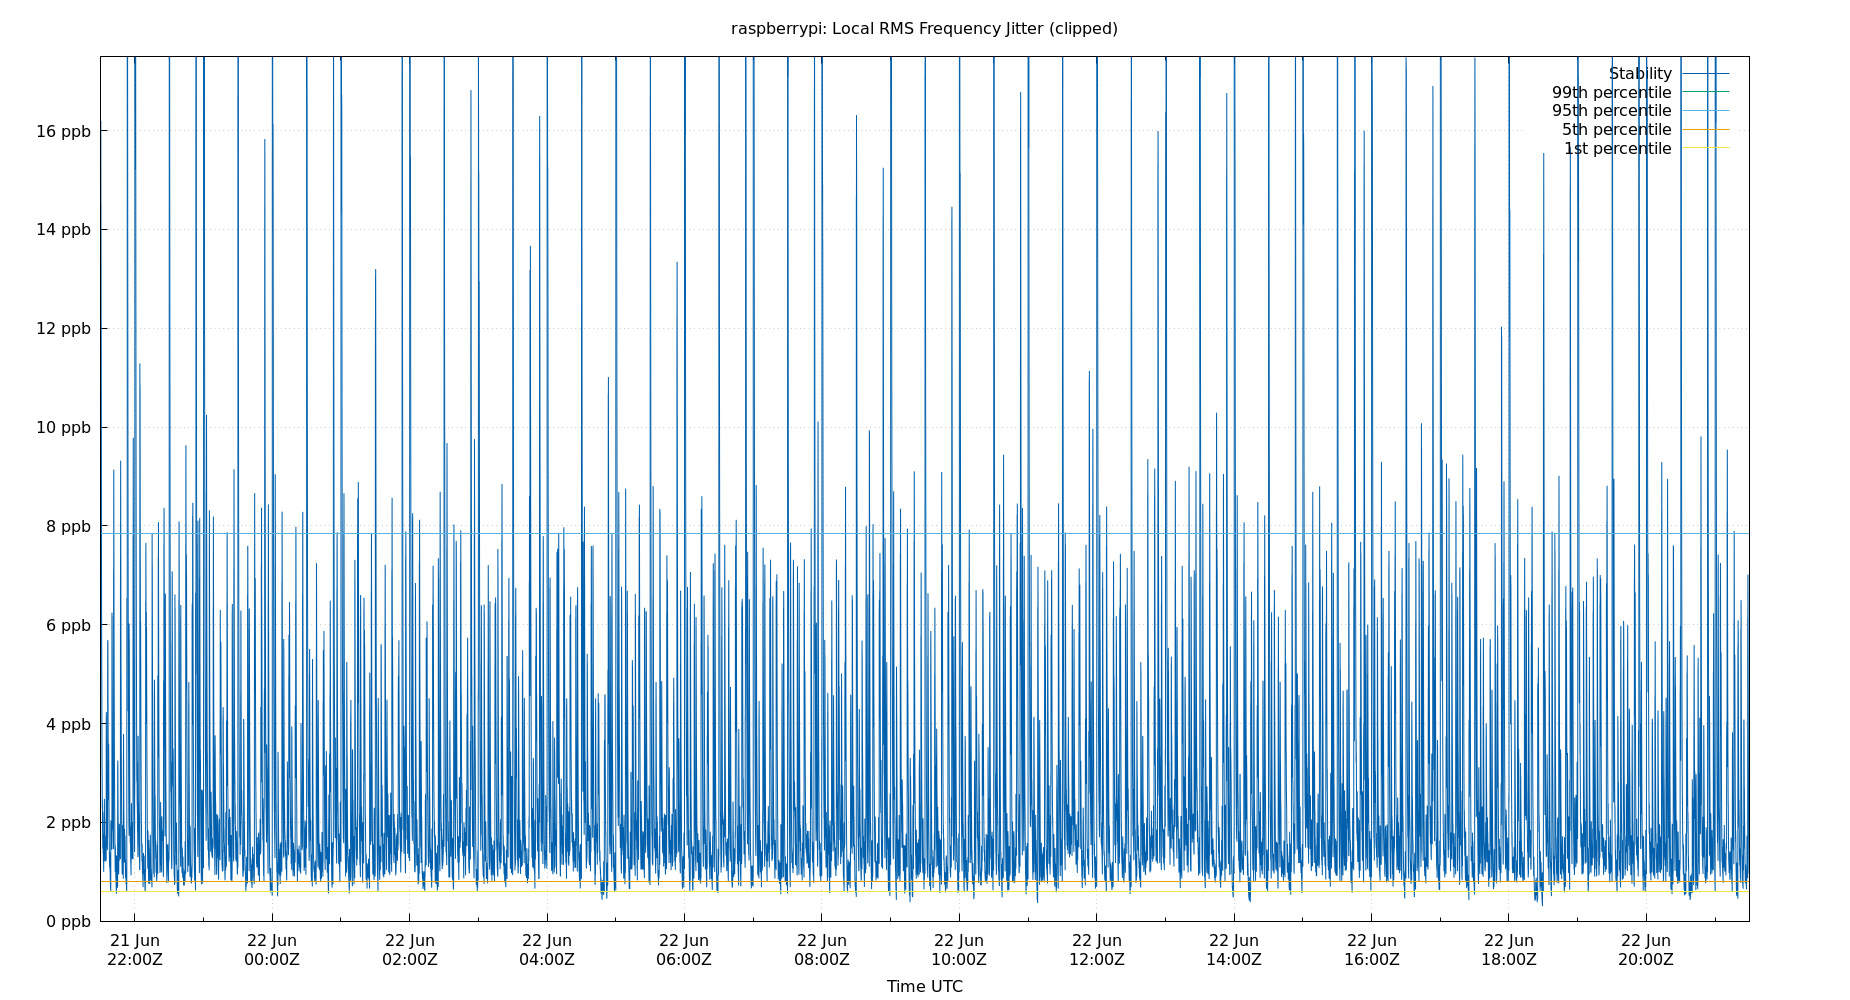 raspberrypi: Local RMS Frequency Jitter (clipped)
Stability
99th percentile
95th percentile
5th percentile
1st percentile
16 ppb
14 ppb
12 ppb
10 ppb
8 ppb
6 ppb
4 ppb
2 ppb
0 ppb
21 Jun 22 Jun 22 Jun 22 Jun 22 Jun 22 Jun 22 Jun 22 Jun 22 Jun 22 Jun 22 Jun 22 Jun
22:00Z 00:00Z 02:00Z 04:00Z 06:00Z 08:00Z 10:00Z 12:00Z 14:00Z 16:00Z 18:00Z 20:00Z
Time UTC